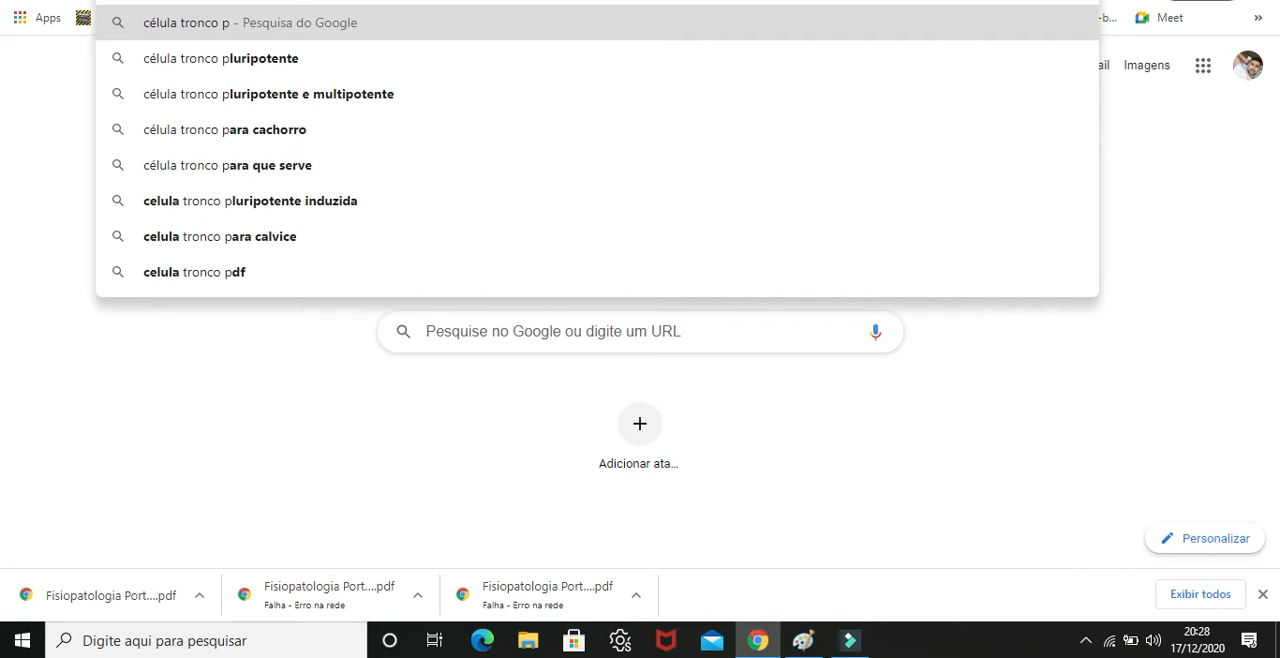 Apps
-b...
Meet
»
célula tronco p - Pesquisa do Google
célula tronco pluripotente
ail
Imagens
célula tronco pluripotente e multipotente
célula tronco para cachorro
célula tronco para que serve
celula tronco pluripotente induzida
celula tronco para calvice
celula tronco pdf
Pesquise no Google ou digite um URL
Adicionar ata...
Personalizar
Fisiopatologia Port....pdf
Fisiopatologia Port....pdf
Falha - Erro na rede
Fisiopatologia Port....pdf
Falha - Erro na rede
Exibir todos
Digite aqui para pesquisar
20:28
17/12/2020